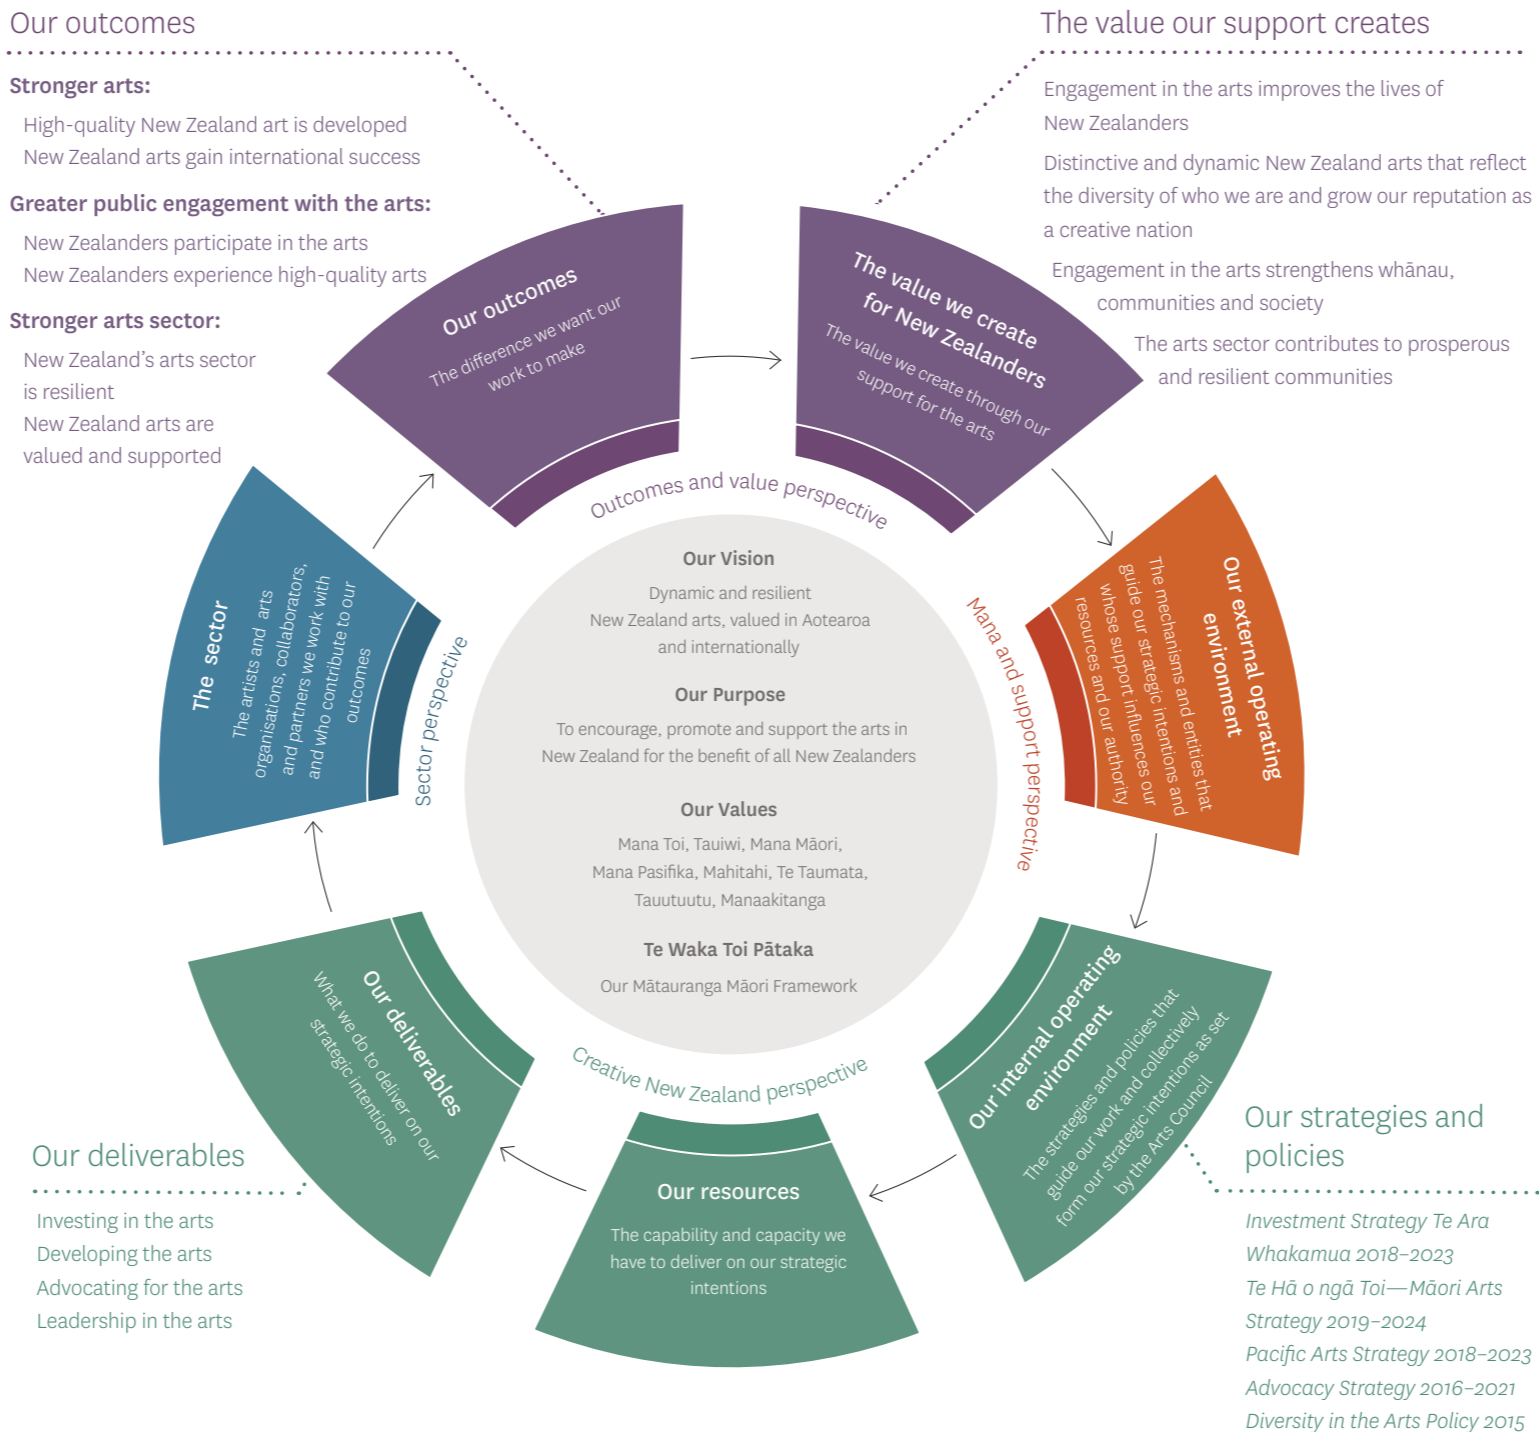 Our outcomes
Stronger arts:
High-quality New Zealand art is developed
New Zealand arts gain international success
Greater public engagement with the arts:
New Zealanders participate in the arts
New Zealanders experience high-quality arts
Stronger arts sector:
New Zealand’s arts sector
is resilient
New Zealand arts are
valued and supported
The value our support creates
Engagement in the arts improves the lives of
New Zealanders
Distinctive and dynamic New Zealand arts that reflect
the diversity of who we are and grow our reputation as
a creative nation
Engagement in the arts strengthens whānau,
communities and society
The arts sector contributes to prosperous
and resilient communities
Our outcomes
The difference we want our
work to make
The value we create
for New Zealanders
The value we create through our
support for the arts
Outcomes and value perspective
Our external operating
environment
The mechanisms and entities that
guide our strategic intentions and
whose support influences our
resources and our authority
Mana and support perspective
The sector
The artists and arts
organisations, collaborators,
and partners we work with
and who contribute to our
outcomes
Sector perspective
Our Vision
Dynamic and resilient
New Zealand arts, valued in Aotearoa
and internationally
Our Purpose
To encourage, promote and support the arts in
New Zealand for the benefit of all New Zealanders
Our Values
Mana Toi, Tauiwi, Mana Māori,
Mana Pasifika, Mahitahi, Te Taumata,
Tautuutu, Manaakitanga
Te Waka Toi Pātaka
Our Mātauranga Māori Framework
Creative New Zealand perspective
Our internal operating
environment
The strategies and policies that
guide our work and collectively
form our strategic intentions as set
by the Arts Council
Our resources
The capability and capacity we
have to deliver on our strategic
intentions
Our deliverables
What we do to deliver on our
strategic intentions
Our deliverables
Investing in the arts
Developing the arts
Advocating for the arts
Leadership in the arts
Our strategies and
policies
Investment Strategy Te Ara
Whakamua 2018–2023
Te Hā o ngā Toi—Māori Arts
Strategy 2019–2024
Pacific Arts Strategy 2018–2023
Advocacy Strategy 2016–2021
Diversity in the Arts Policy 2015